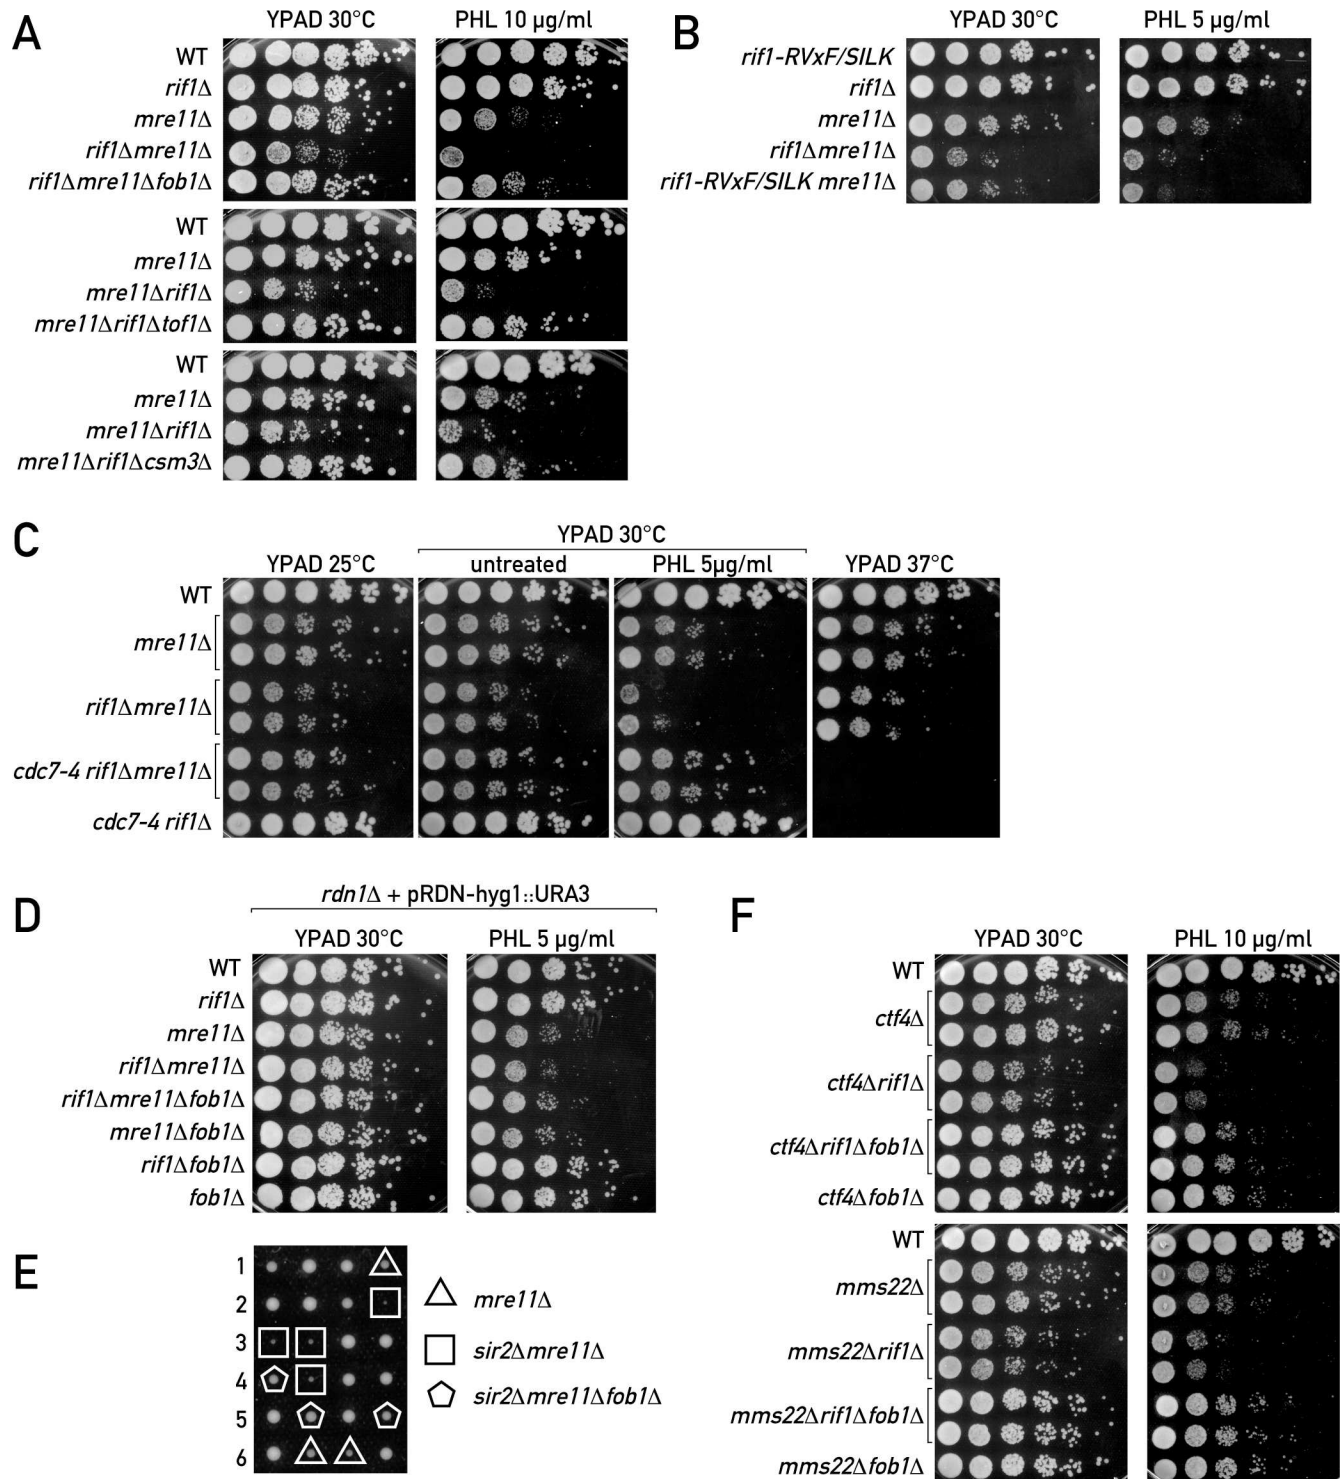 A
YPAD 30°C
PHL 10 µg/ml
WT
rif1Δ
mre11Δ
rif1Δmre11Δ
rif1Δmre11Δfob1Δ
WT
mre11Δ
mre11Δrif1Δ
mre11Δrif1Δtof1Δ
WT
mre11Δ
mre11Δrif1Δ
mre11Δrif1Δcsm3Δ
B
YPAD 30°C
PHL 5 µg/ml
rif1-RVxF/SILK
rif1Δ
mre11Δ
rif1Δmre11Δ
rif1-RVxF/SILK mre11Δ
C
YPAD 30°C
YPAD 25°C
untreated
PHL 5µg/ml
YPAD 37°C
WT
mre11Δ
rif1Δmre11Δ
cdc7-4 rif1Δmre11Δ
cdc7-4 rif1Δ
D
rdn1Δ + pRDN-hyg1::URA3
YPAD 30°C
PHL 5 µg/ml
WT
rif1Δ
mre11Δ
rif1Δmre11Δ
rif1Δmre11Δfob1Δ
mre11Δfob1Δ
rif1Δfob1Δ
fob1Δ
E
1
2
3
4
5
6
mre11Δ
sir2Δmre11Δ
sir2Δmre11Δfob1Δ
F
YPAD 30°C
PHL 10 µg/ml
WT
ctf4Δ
ctf4Δrif1Δ
ctf4Δrif1Δfob1Δ
ctf4Δfob1Δ
WT
mms22Δ
mms22Δrif1Δ
mms22Δrif1Δfob1Δ
mms22Δfob1Δ